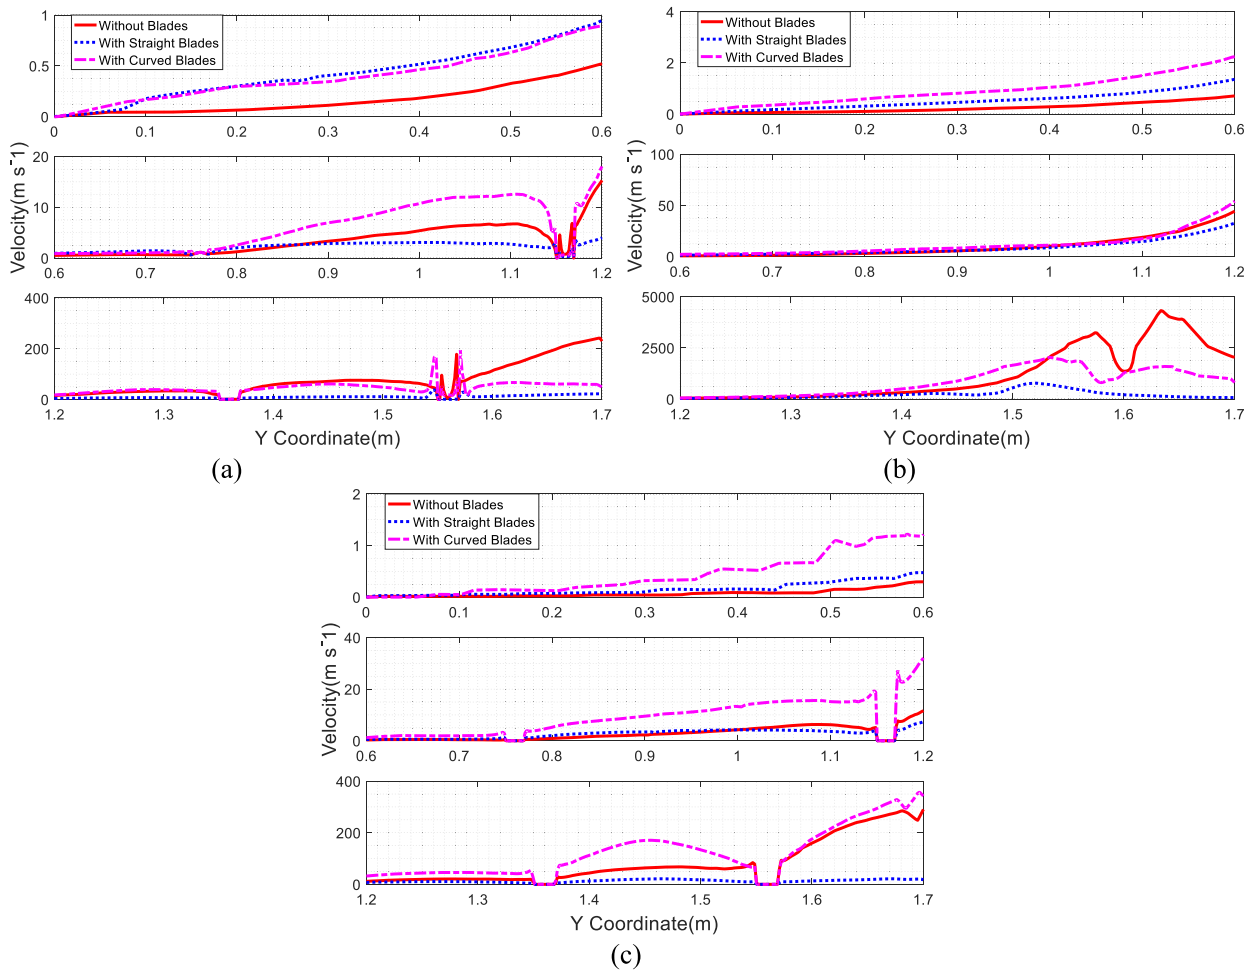 Without Blades
With Straight Blades
With Curved Blades
1
0.5
0
0 0.1 0.2 0.3 0.4 0.5 0.6
Velocity(m s-1)
20
10
0
0.6 0.7 0.8 0.9 1 1.1 1.2
400
200
0
1.2 1.3 1.4 1.5 1.6 1.7
Y Coordinate(m)
(a)
Without Blades
With Straight Blades
With Curved Blades
4
2
0
0 0.1 0.2 0.3 0.4 0.5 0.6
Velocity(m s-1)
100
50
0
0.6 0.7 0.8 0.9 1 1.1 1.2
5000
2500
0
1.2 1.3 1.4 1.5 1.6 1.7
Y Coordinate(m)
(b)
Without Blades
With Straight Blades
With Curved Blades
2
1
0
0 0.1 0.2 0.3 0.4 0.5 0.6
Velocity(m s-1)
40
20
0
0.6 0.7 0.8 0.9 1 1.1 1.2
400
200
0
1.2 1.3 1.4 1.5 1.6 1.7
Y Coordinate(m)
(c)